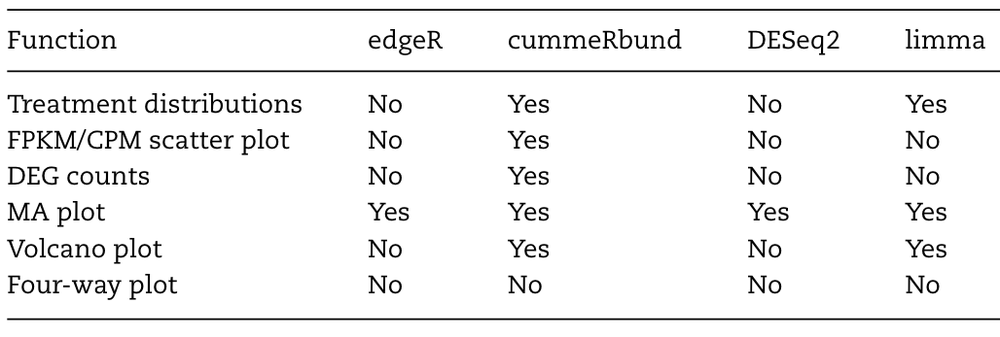 Function edgeR cummeRbund DESeq2 limma
Treatment distributions No Yes No Yes
FPKM/CPM scatter plot No Yes No No
DEG counts No Yes No No
MA plot Yes Yes Yes Yes
Volcano plot No Yes No Yes
Four-way plot No No No No